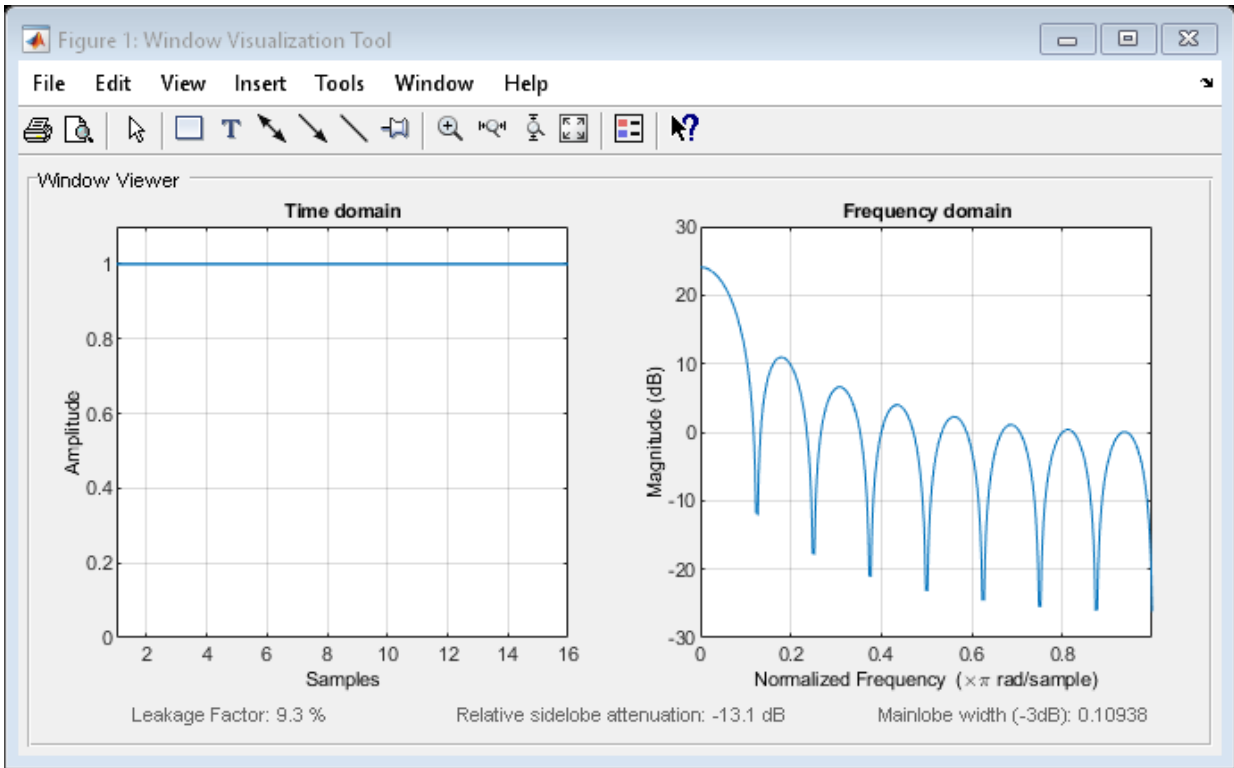 Figure 1: Window Visualization Tool
File Edit View Insert Tools Window Help
T
?
Window Viewer
Time domain
1
0.8
0.6
0.4
0.2
0
Amplitude
2 4 6 8 10 12 14 16
Samples
Frequency domain
30
20
10
0
-10
-20
-30
Magnitude (dB)
0 0.2 0.4 0.6 0.8
Normalized Frequency (×π rad/sample)
Leakage Factor: 9.3 %
Relative sidelobe attenuation: -13.1 dB
Mainlobe width (-3dB): 0.10938